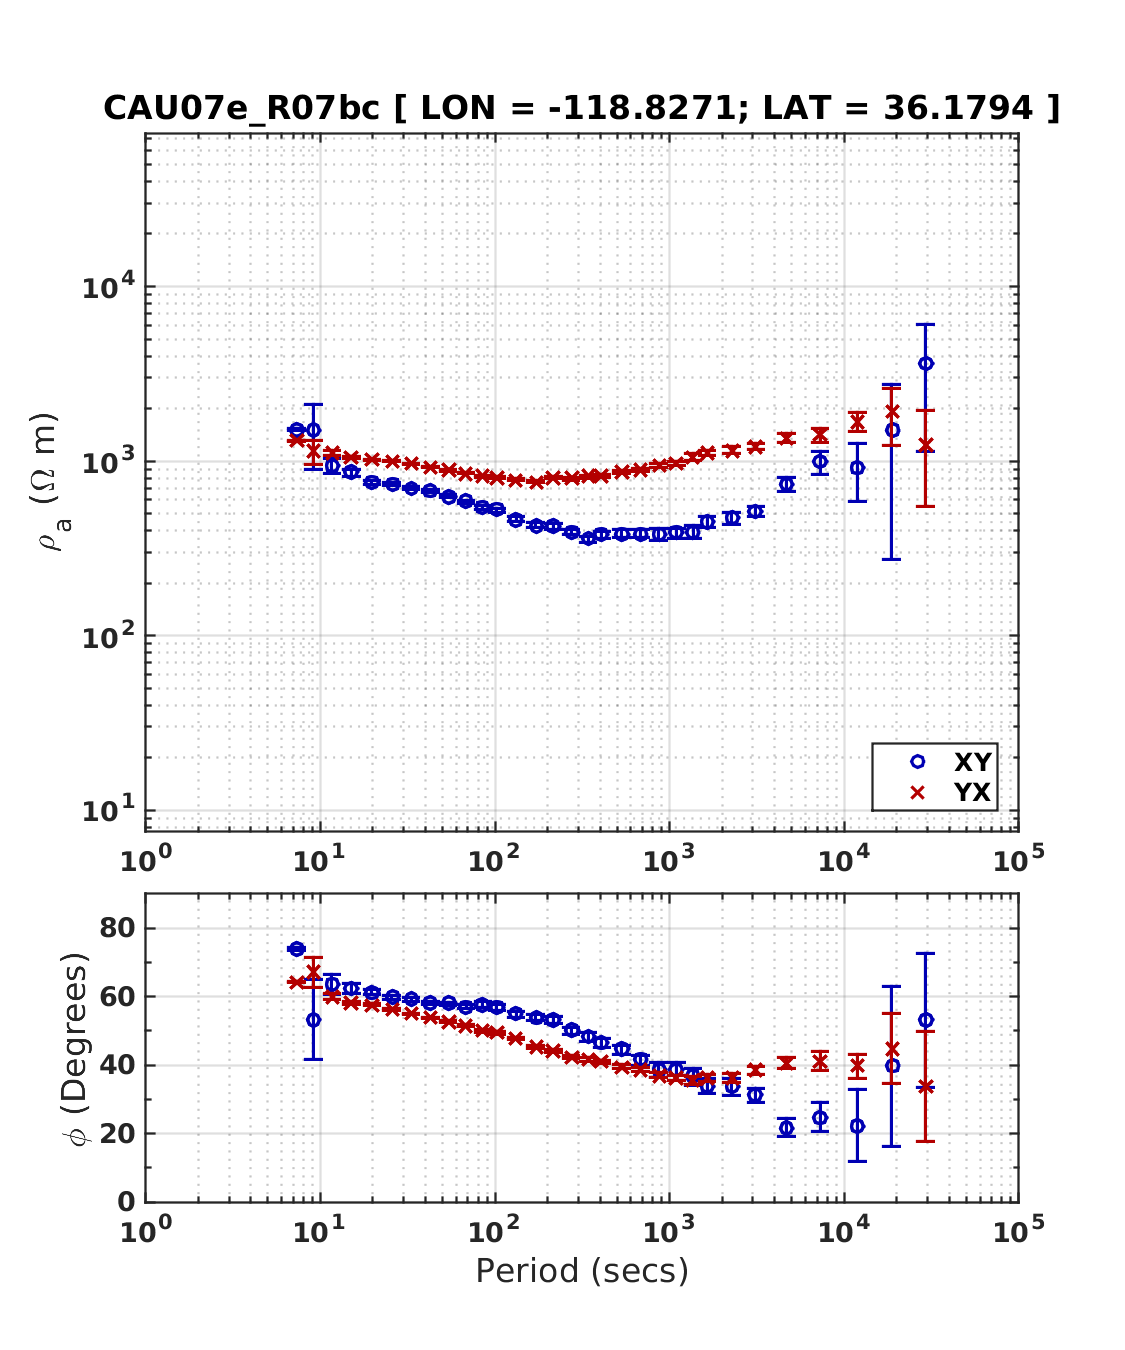 CAU07e_R07bc [ LON = -118.8271; LAT = 36.1794 ]
ρₐ (Ω m)
10⁴
10³
10²
10¹
XY
YX
10⁰ 10¹ 10² 10³ 10⁴ 10⁵
ϕ (Degrees)
80
60
40
20
0
10⁰ 10¹ 10² 10³ 10⁴ 10⁵
Period (secs)